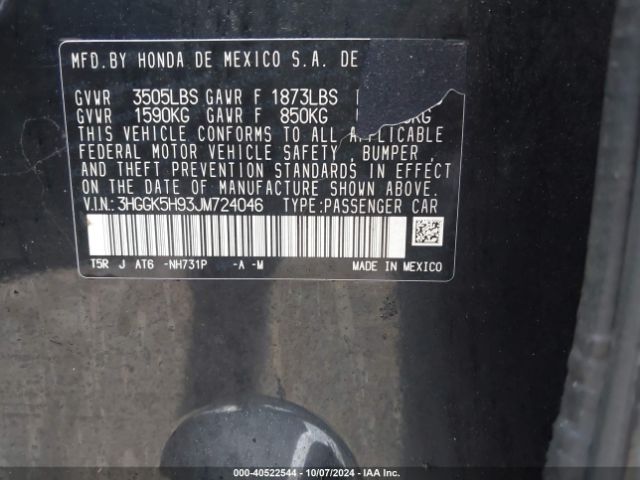 MFD.BY HONDA DE MEXICO S.A. DE
GVWR 3505LBS GAWR F 1873LBS
GVWR 1590KG GAWR F 850KG KG
THIS VEHICLE CONFORMS TO ALL APPLICABLE
FEDERAL MOTOR VEHICLE SAFETY , BUMPER ,
AND THEFT PREVENTION STANDARDS IN EFFECT
ON THE DATE OF MANUFACTURE SHOWN ABOVE.
V.I.N.: 3HGGK5H93JM724046 TYPE:PASSENGER CAR
T5R J AT6 -NH731P -A -M MADE IN MEXICO
000-40522544 - 10/07/2024 - IAA Inc.